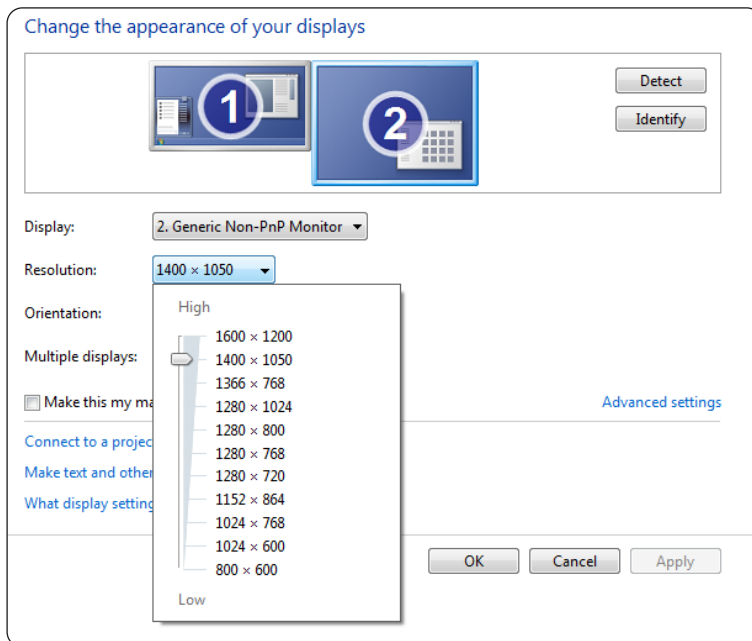 Change the appearance of your displays
1
2
Detect
Identify
Display:
2. Generic Non-PnP Monitor
Resolution:
1400 × 1050
Orientation:
High
1600 × 1200
Multiple displays:
1400 × 1050
1366 × 768
Make this my ma
1280 × 1024
Advanced settings
1280 × 800
Connect to a projec
1280 × 768
Make text and other
1280 × 720
What display setting
1152 × 864
1024 × 768
1024 × 600
800 × 600
Low
OK
Cancel
Apply